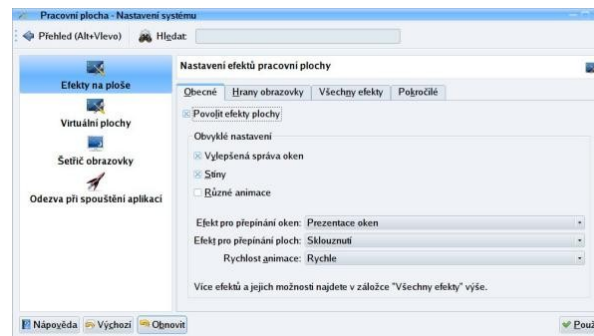 Pracovní plocha - Nastavení systému
Přehled (Alt+Vlevo) Hledat:
Efekty na ploše
Virtuální plochy
Šetřič obrazovky
Odezva při spouštění aplikací
Nastavení efektů pracovní plochy
Obecné Hrany obrazovky Všechny efekty Pokročilé
Povolit efekty plochy
Obvyklé nastavení
Vylepšená správa oken
Stíny
Různé animace
Efekt pro přepínání oken: Prezentace oken
Efekt pro přepínání ploch: Sklouznutí
Rychlost animace: Rychle
Více efektů a jejich možností najdete v záložce "Všechny efekty" výše.
Nápověda Výchozí Obnovit Použ